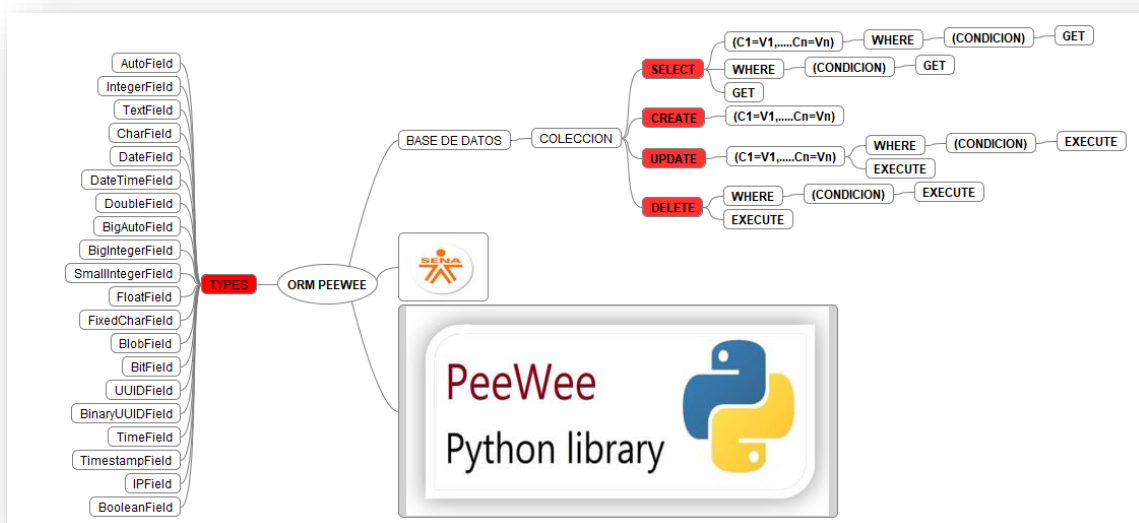 AutoField
IntegerField
TextField
CharField
DateField
DateTimeField
DoubleField
BigAutoField
BigIntegerField
SmallIntegerField
FloatField
FixedCharField
BlobField
BitField
UUIDField
BinaryUUIDField
TimeField
TimestampField
IPField
BooleanField
TYPES
ORM PEEWEE
BASE DE DATOS
COLECCION
SELECT
(C1=V1,.....Cn=Vn) WHERE (CONDICION) GET
WHERE (CONDICION) GET
GET
CREATE
(C1=V1,.....Cn=Vn)
UPDATE
(C1=V1,.....Cn=Vn)
WHERE (CONDICION) EXECUTE
EXECUTE
DELETE
WHERE (CONDICION) EXECUTE
EXECUTE
SENA
PeeWee
Python library